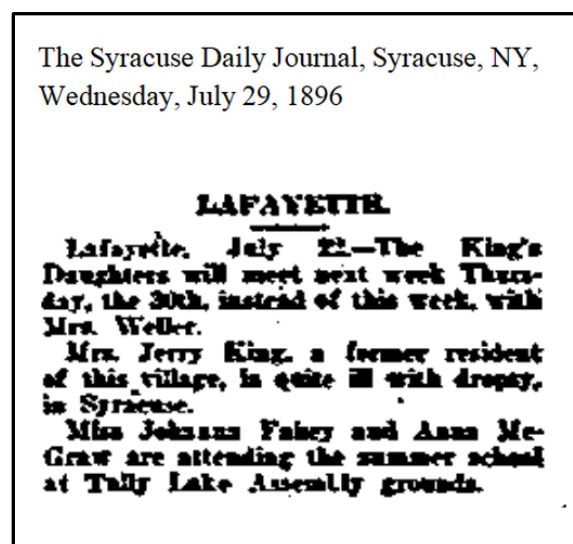 The Syracuse Daily Journal, Syracuse, NY,
Wednesday, July 29, 1896
LAFAYETTE.
Lafayette, July —The King's
Daughters will meet next week Thurs-
day, the 30th, instead of this week, with
Mrs. Weller.
Mrs. Jerry King, a former resident
of this village, is quite ill with dropsy,
in Syracuse.
Miss Johanna Fahey and Anna Mc-
Graw are attending the summer school
at Tully Lake Assembly grounds.